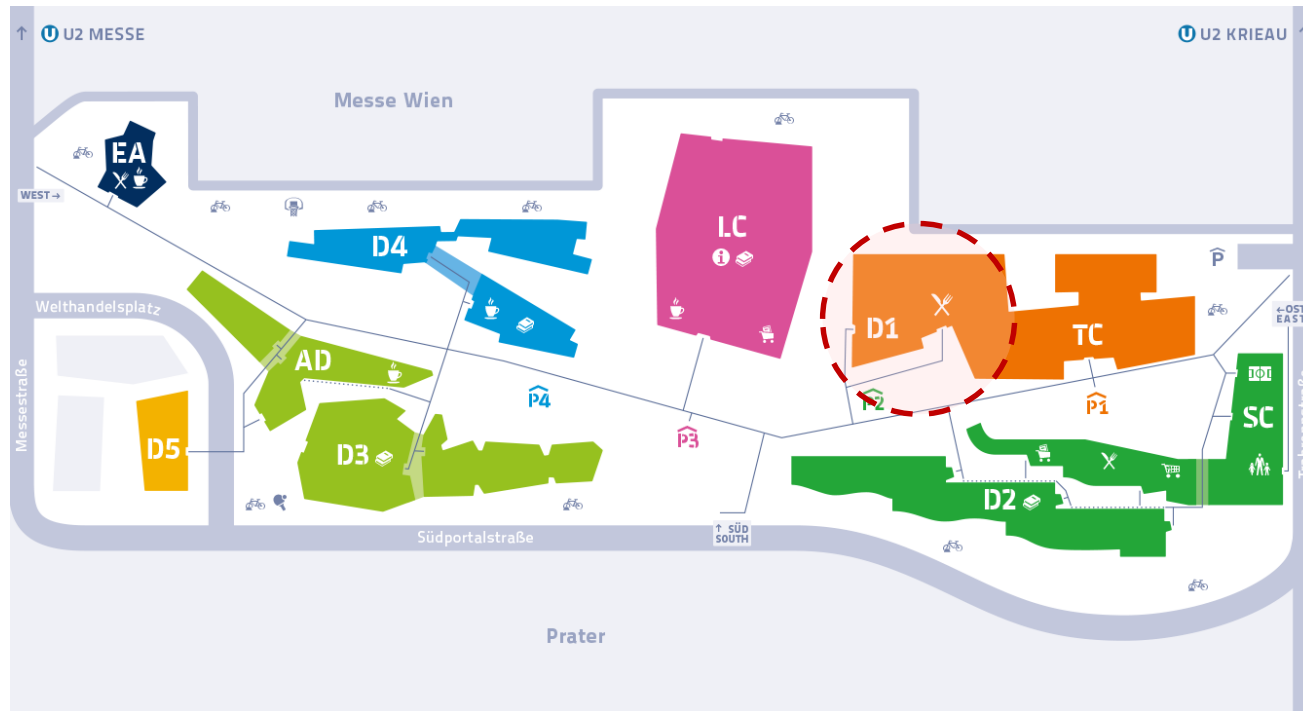 ↑ U U2 MESSE
U U2 KRIEAU ↑
Messe Wien
EA
WEST →
D4
LC
i
P
Welthandelsplatz
← OST
EAST
D1
TC
AD
P4
P2
P1
P3
SC
Messestraße
D5
D3
D2
↑ SÜD
SOUTH
Südportalstraße
Prater